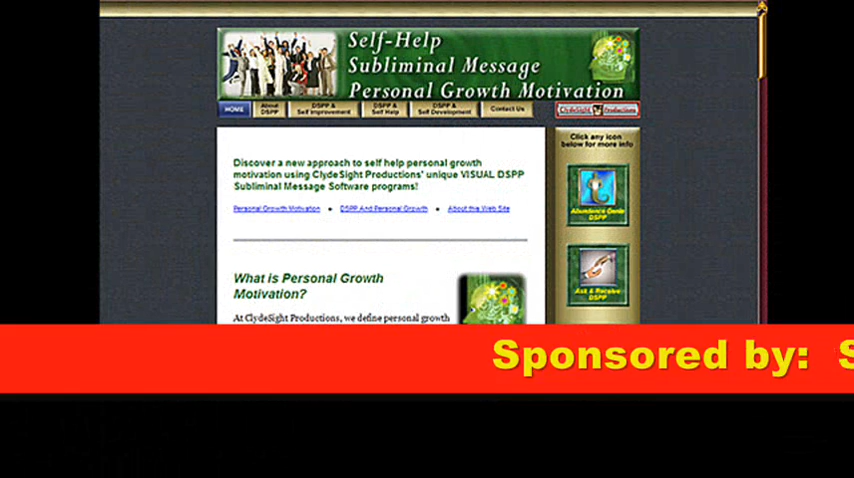 Self-Help
Subliminal Message
Personal Growth Motivation
HOME
About
DSPP
DSPP &
Self Improvement
DSPP &
Self Help
DSPP &
Self Development
Contact Us
ClydeSight Productions
Click any icon
below for more info
Discover a new approach to self help personal growth
motivation using ClydeSight Productions' unique VISUAL DSPP
Subliminal Message Software programs!
Personal Growth Motivation • DSPP And Personal Growth • About this Web Site
Abundance Genie
DSPP
What is Personal Growth
Motivation?
Ask & Receive
DSPP
At ClydeSight Productions, we define personal growth
Sponsored by: S